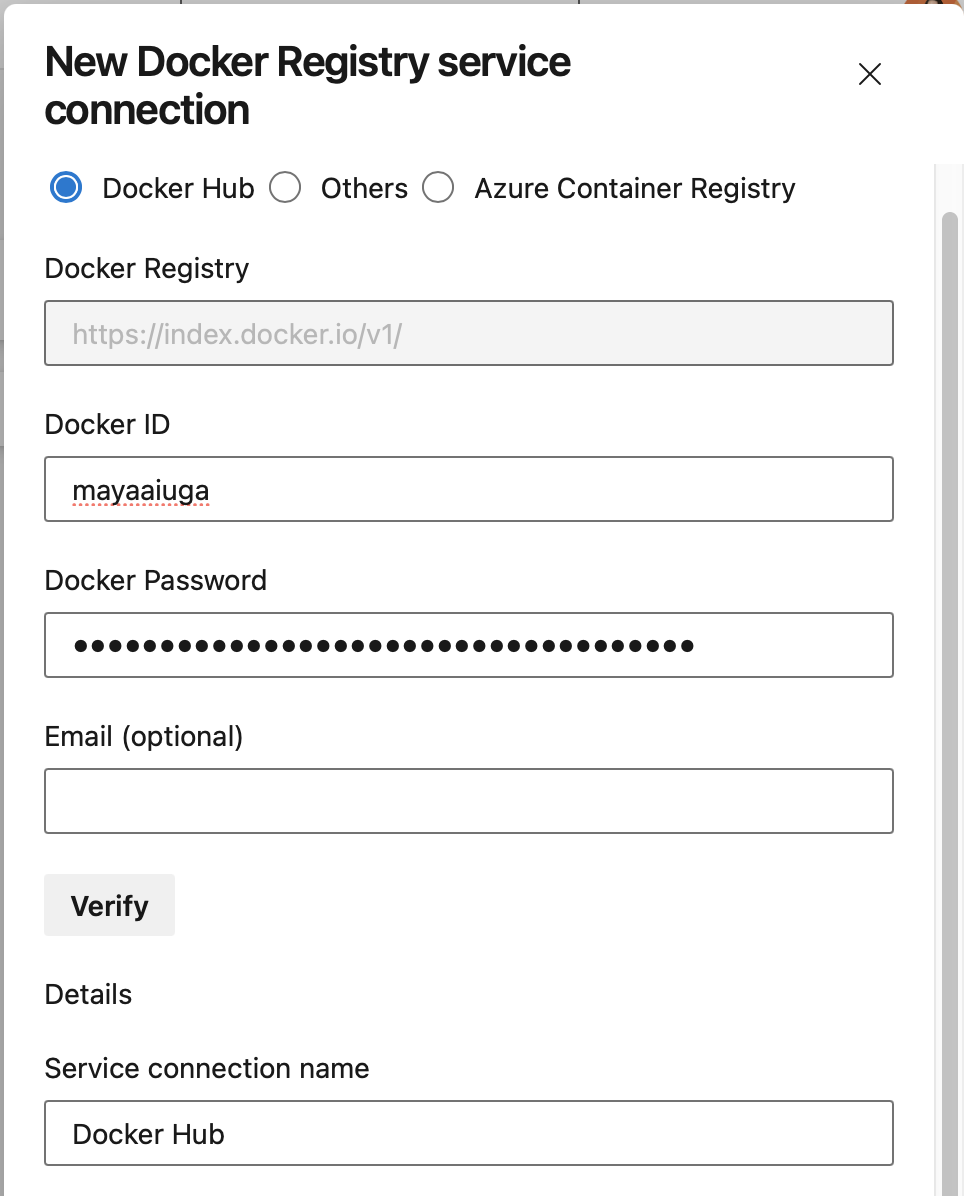 New Docker Registry service
connection
Docker Hub Others Azure Container Registry
Docker Registry
https://index.docker.io/v1/
Docker ID
mayaaiuga
Docker Password
••••••••••••••••••••••••••••••••••••
Email (optional)
Verify
Details
Service connection name
Docker Hub